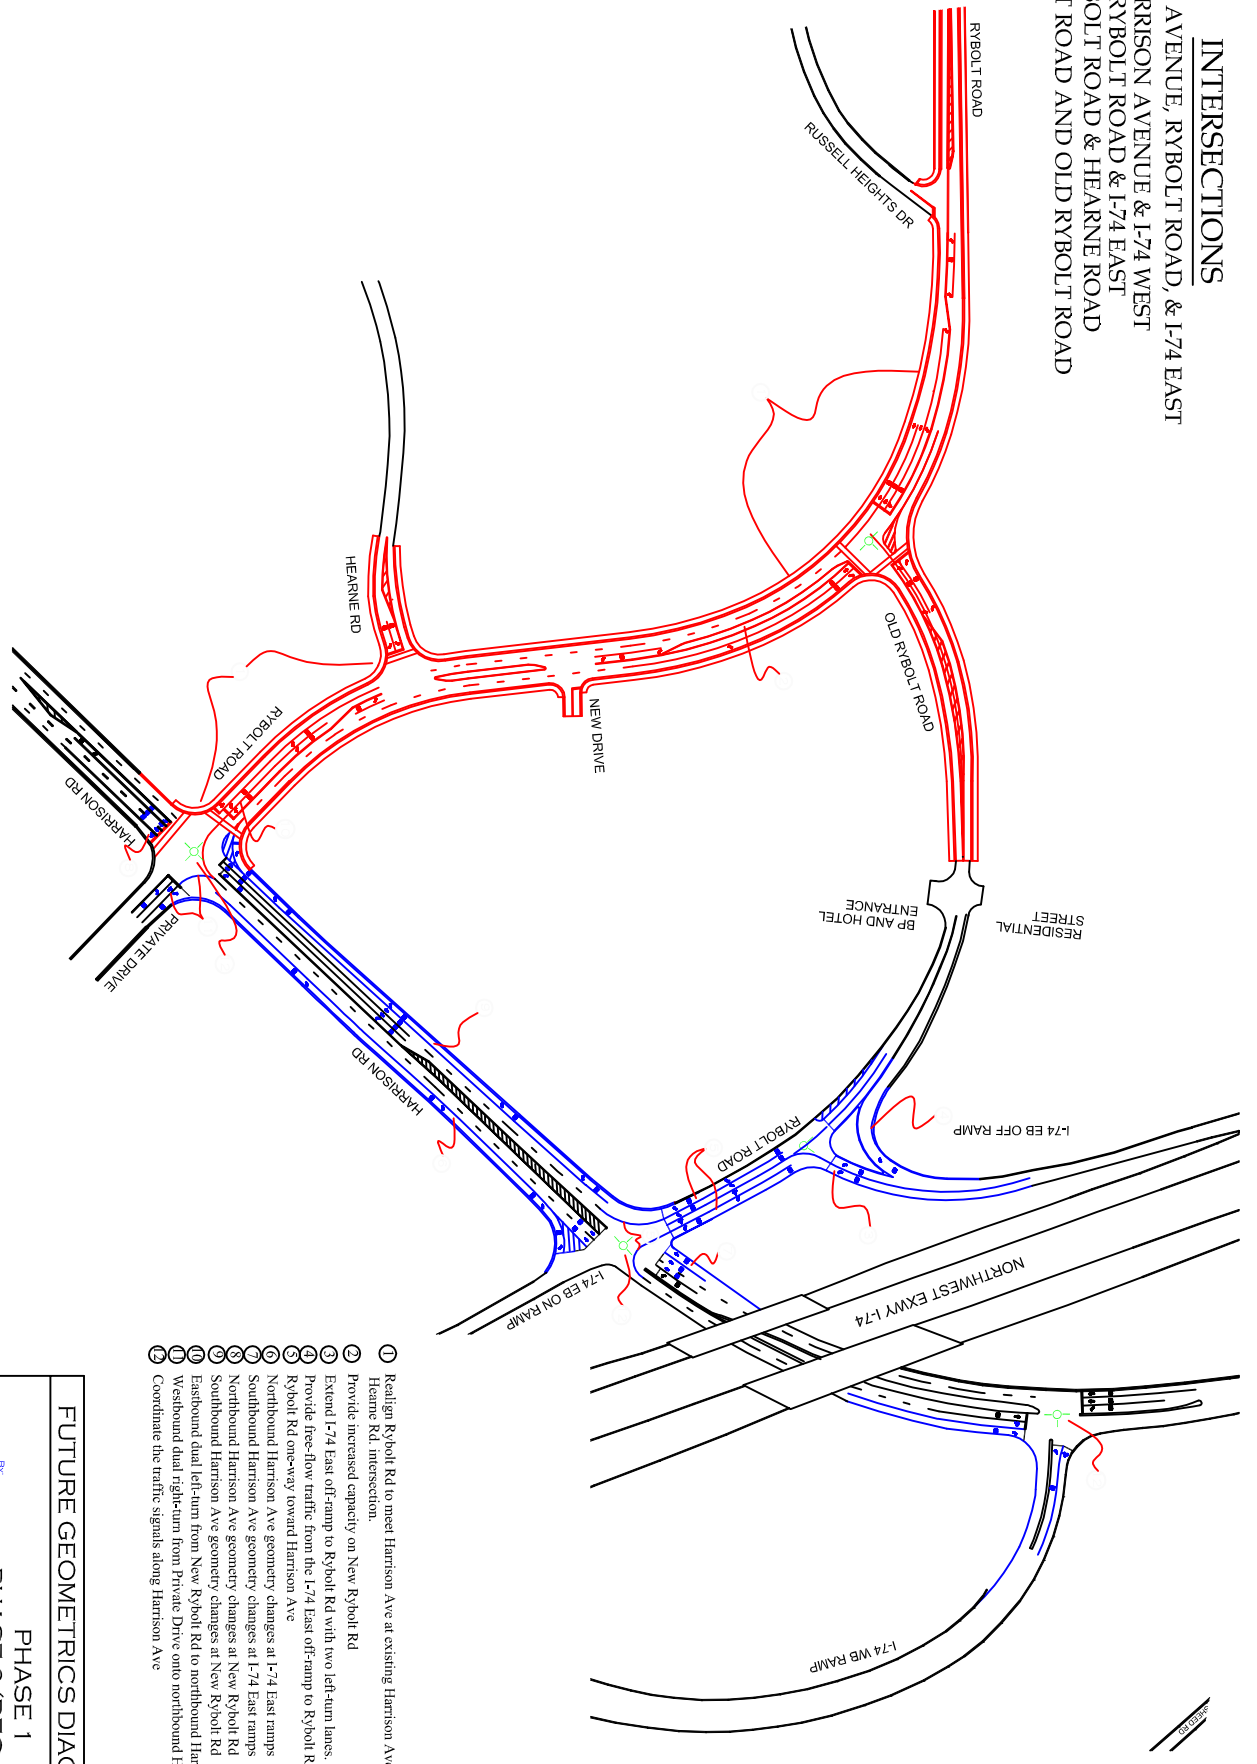 INTERSECTIONS
AVENUE, RYBOLT ROAD, & I-74 EAST
RRISON AVENUE & I-74 WEST
RYBOLT ROAD & I-74 EAST
BOLT ROAD & HEARNE ROAD
T ROAD AND OLD RYBOLT ROAD
RYBOLT ROAD
RUSSELL HEIGHTS DR
HEARNE RD
OLD RYBOLT ROAD
NEW DRIVE
RYBOLT ROAD
HARRISON RD
PRIVATE DRIVE
BP AND HOTEL
ENTRANCE
RESIDENTIAL
STREET
HARRISON RD
RYBOLT ROAD
I-74 EB OFF RAMP
I-74 EB ON RAMP
NORTHWEST EXWY I-74
I-74 WB RAMP
SHEED RD
1 Realign Rybolt Rd to meet Harrison Ave at existing Harrison Av
Hearne Rd. intersection.
2 Provide increased capacity on New Rybolt Rd
3 Extend I-74 East off-ramp to Rybolt Rd with two left-turn lanes.
4 Provide free-flow traffic from the I-74 East off-ramp to Rybolt R
5 Rybolt Rd one-way toward Harrison Ave
6 Northbound Harrison Ave geometry changes at I-74 East ramps
7 Southbound Harrison Ave geometry changes at I-74 East ramps
8 Northbound Harrison Ave geometry changes at New Rybolt Rd
9 Southbound Harrison Ave geometry changes at New Rybolt Rd
10 Eastbound dual left-turn from New Rybolt Rd to northbound Har
11 Westbound dual right-turn from Private Drive onto northbound H
12 Coordinate the traffic signals along Harrison Ave
FUTURE GEOMETRICS DIAG
PHASE 1
By: